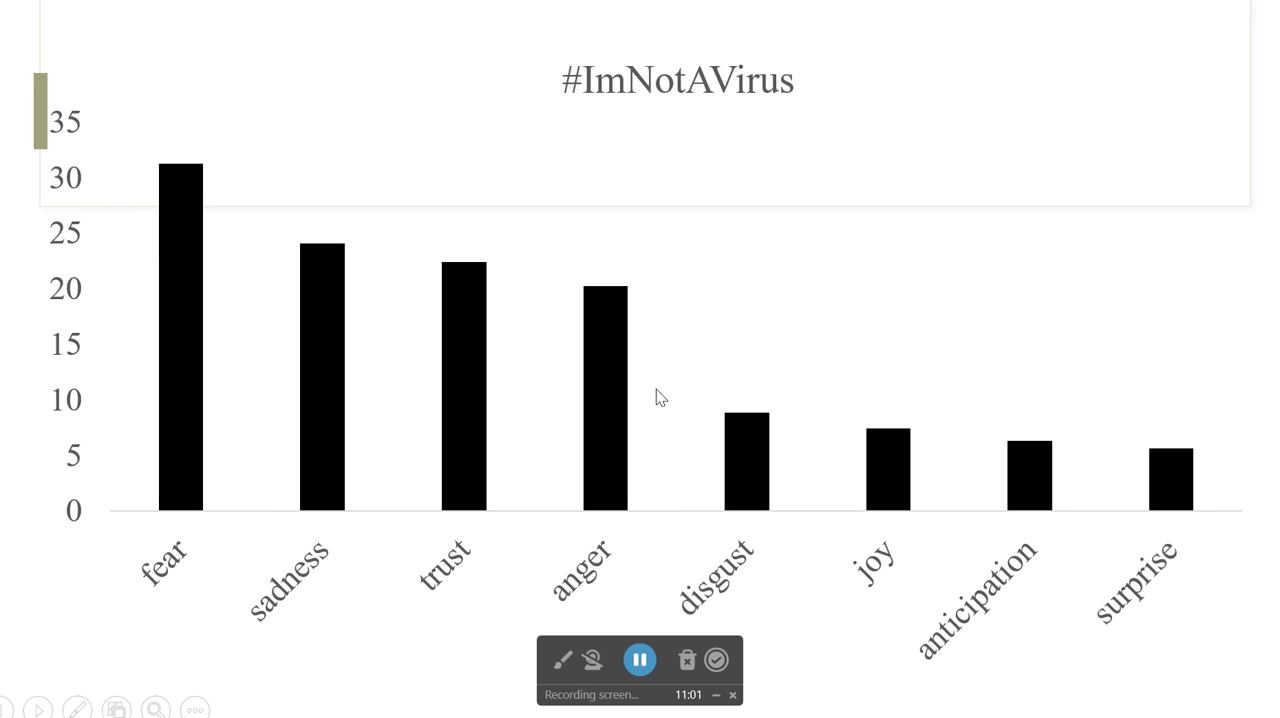 #ImNotAVirus
35
30
25
20
15
10
5
0
fear
sadness
trust
anger
disgust
joy
anticipation
surprise
Recording screen...
11:01